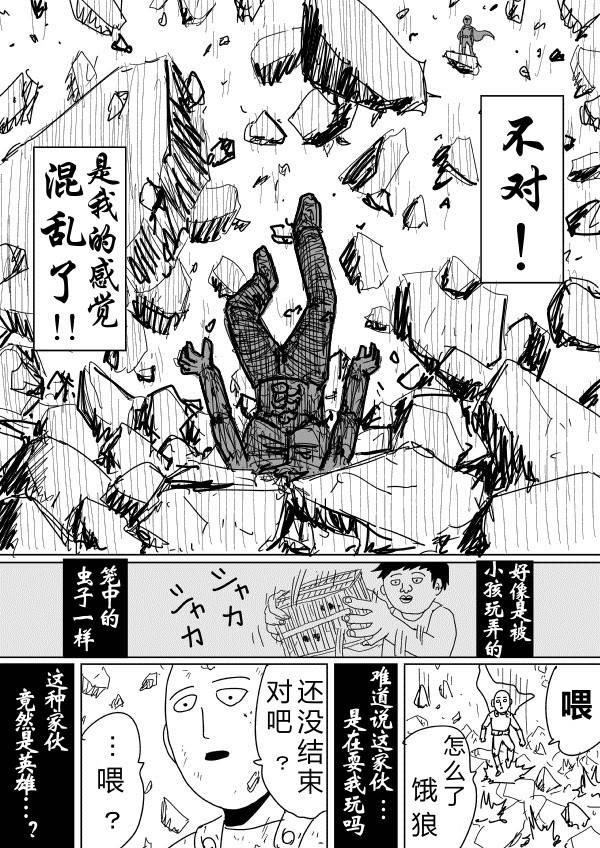 不对！
是我的感觉
混乱了！！
好像是被
小孩玩弄的
シャカ
シャカ
笼中的
虫子一样
喂
怎么了
饿狼
难道说这家伙…
是在耍我玩吗
还没结束
对吧？
…喂？
这种家伙
竟然是英雄…？